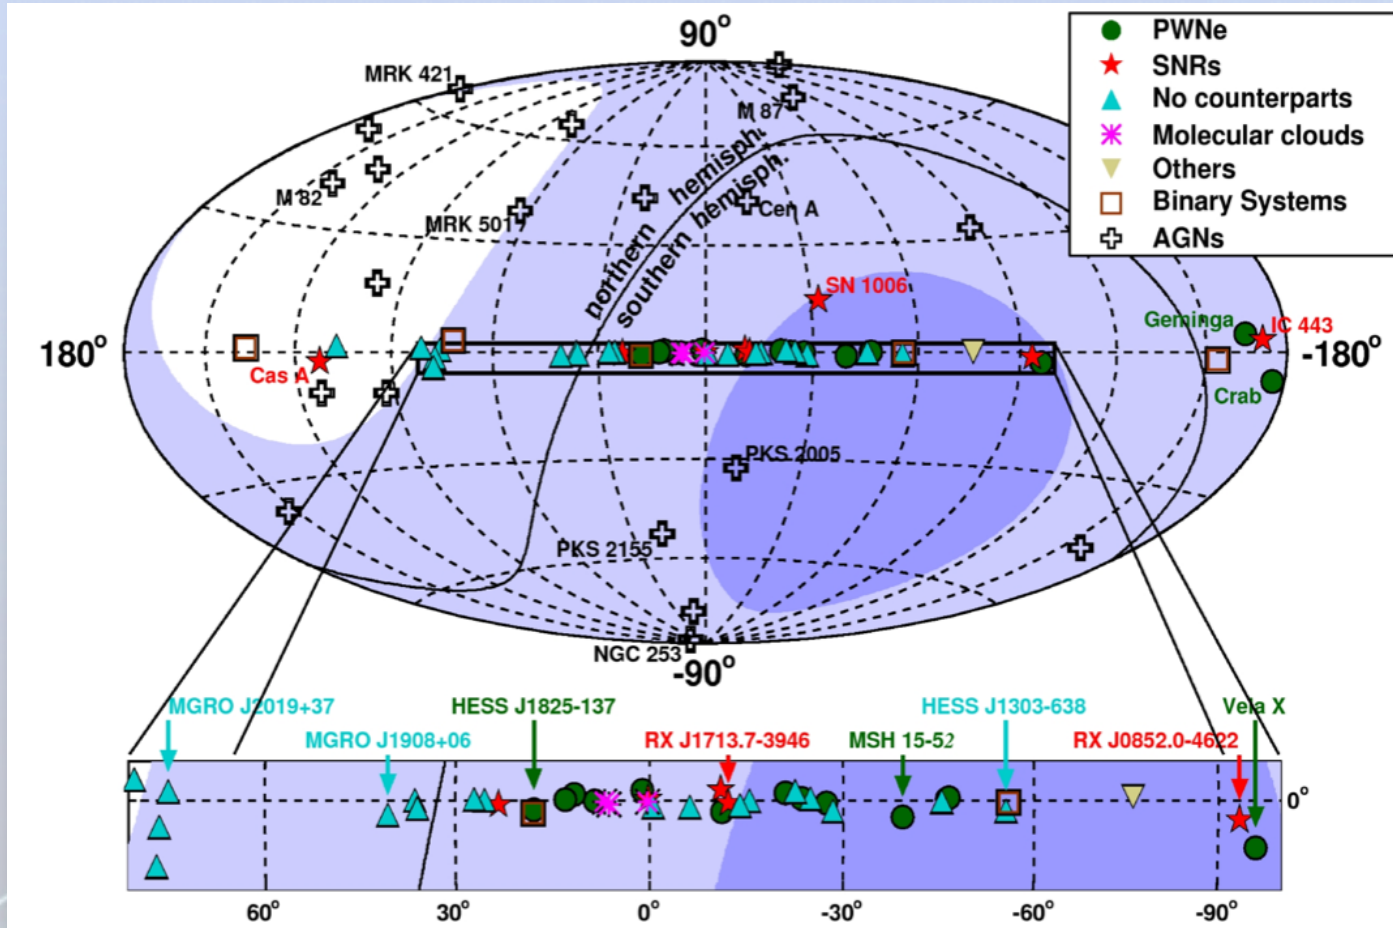 90°
PWNe
SNRs
No counterparts
Molecular clouds
Others
Binary Systems
AGNs
MRK 421
M 87
M 82
MRK 501
Cen A
northern hemisph.
southern hemisph.
SN 1006
Geminga
IC 443
180°
-180°
Cas A
Crab
PKS 2005
PKS 2155
NGC 253
-90°
MGRO J2019+37
HESS J1825-137
HESS J1303-638
Vela X
MGRO J1908+06
RX J1713.7-3946
MSH 15-52
RX J0852.0-4622
0°
60°
30°
0°
-30°
-60°
-90°